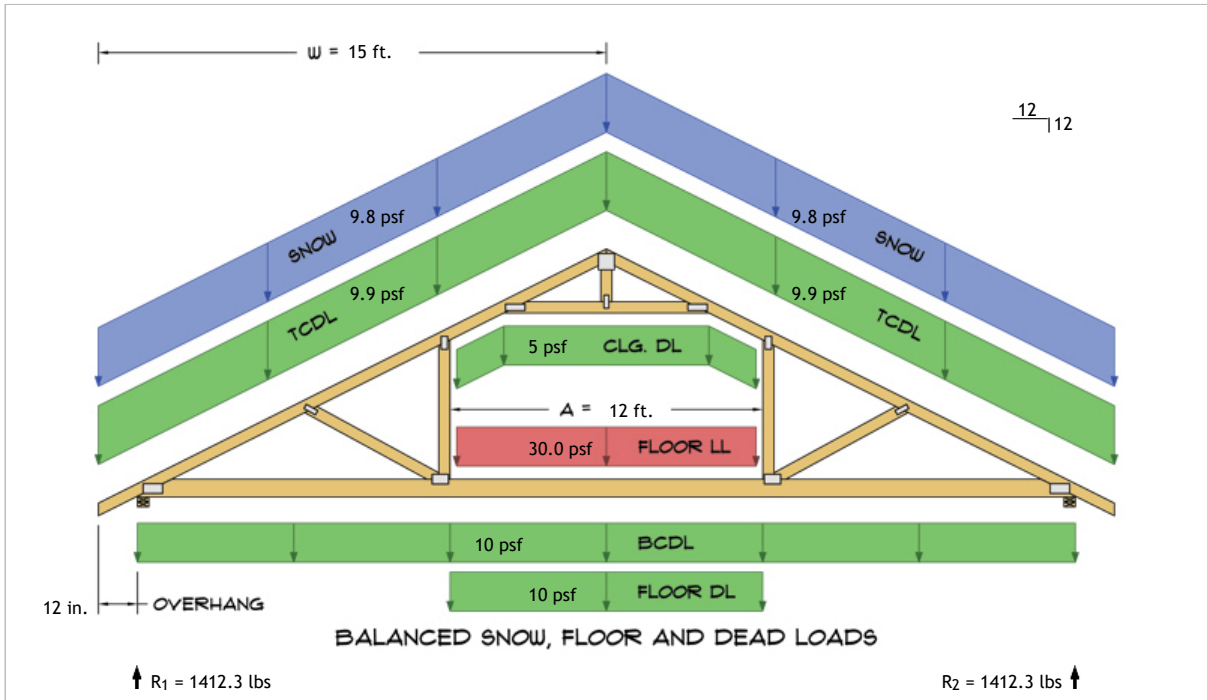 W = 15 ft.
12
12
9.8 psf
9.8 psf
SNOW
SNOW
9.9 psf
9.9 psf
TCDL
TCDL
5 psf CLG. DL
A = 12 ft.
30.0 psf FLOOR LL
10 psf BCDL
10 psf FLOOR DL
12 in. OVERHANG
BALANCED SNOW, FLOOR AND DEAD LOADS
R1 = 1412.3 lbs
R2 = 1412.3 lbs